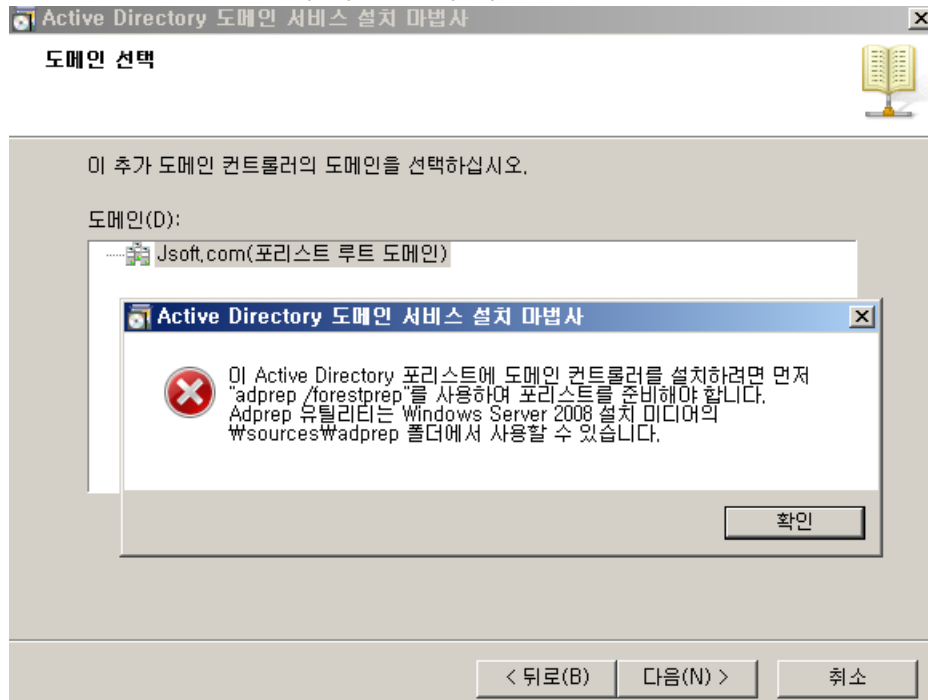 Active Directory 도메인 서비스 설치 마법사
도메인 선택
이 추가 도메인 컨트롤러의 도메인을 선택하십시오.
도메인(D):
Jsoft.com(포리스트 루트 도메인)
Active Directory 도메인 서비스 설치 마법사
이 Active Directory 포리스트에 도메인 컨트롤러를 설치하려면 먼저
"adprep /forestprep"를 사용하여 포리스트를 준비해야 합니다.
Adprep 유틸리티는 Windows Server 2008 설치 미디어의
₩sources₩adprep 폴더에서 사용할 수 있습니다.
확인
< 뒤로(B) 다음(N) > 취소